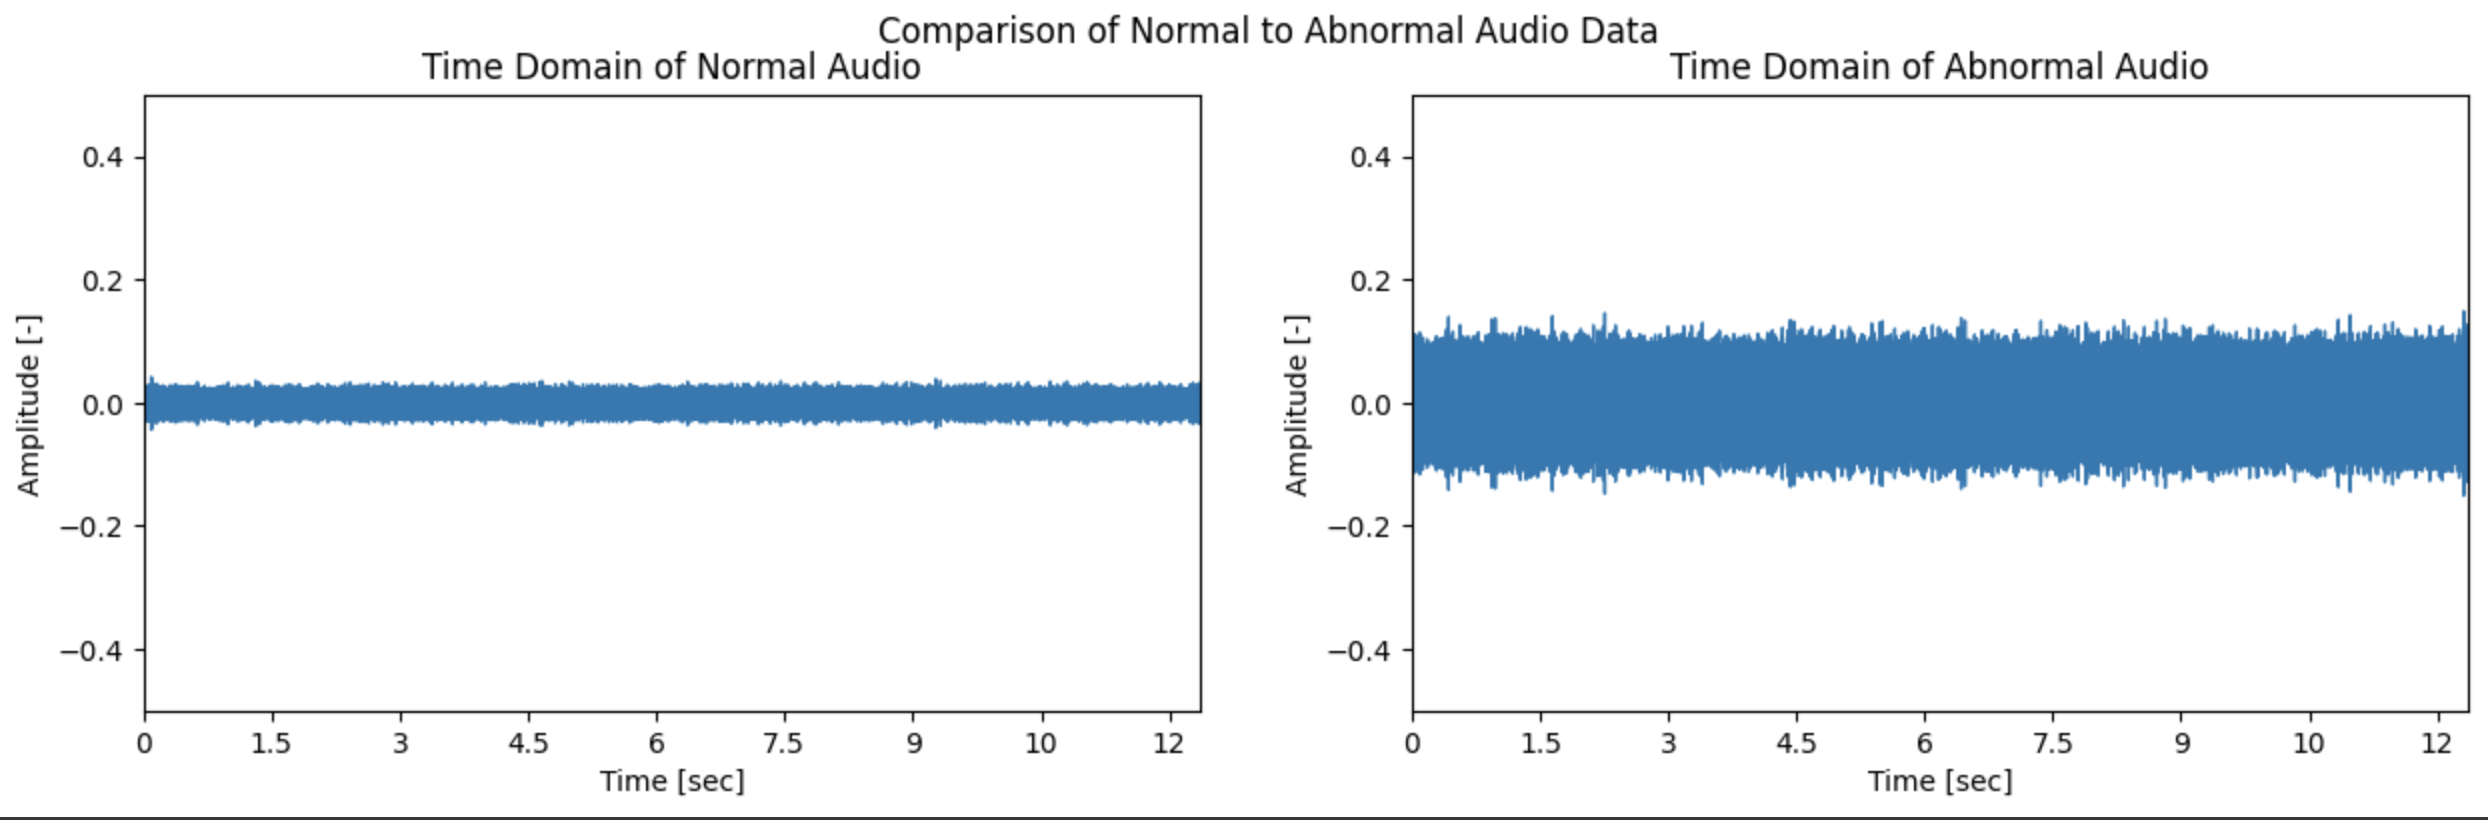 Comparison of Normal to Abnormal Audio Data
Time Domain of Normal Audio
0.4
0.2
0.0
−0.2
−0.4
Amplitude [-]
0 1.5 3 4.5 6 7.5 9 10 12
Time [sec]
Time Domain of Abnormal Audio
0.4
0.2
0.0
−0.2
−0.4
Amplitude [-]
0 1.5 3 4.5 6 7.5 9 10 12
Time [sec]